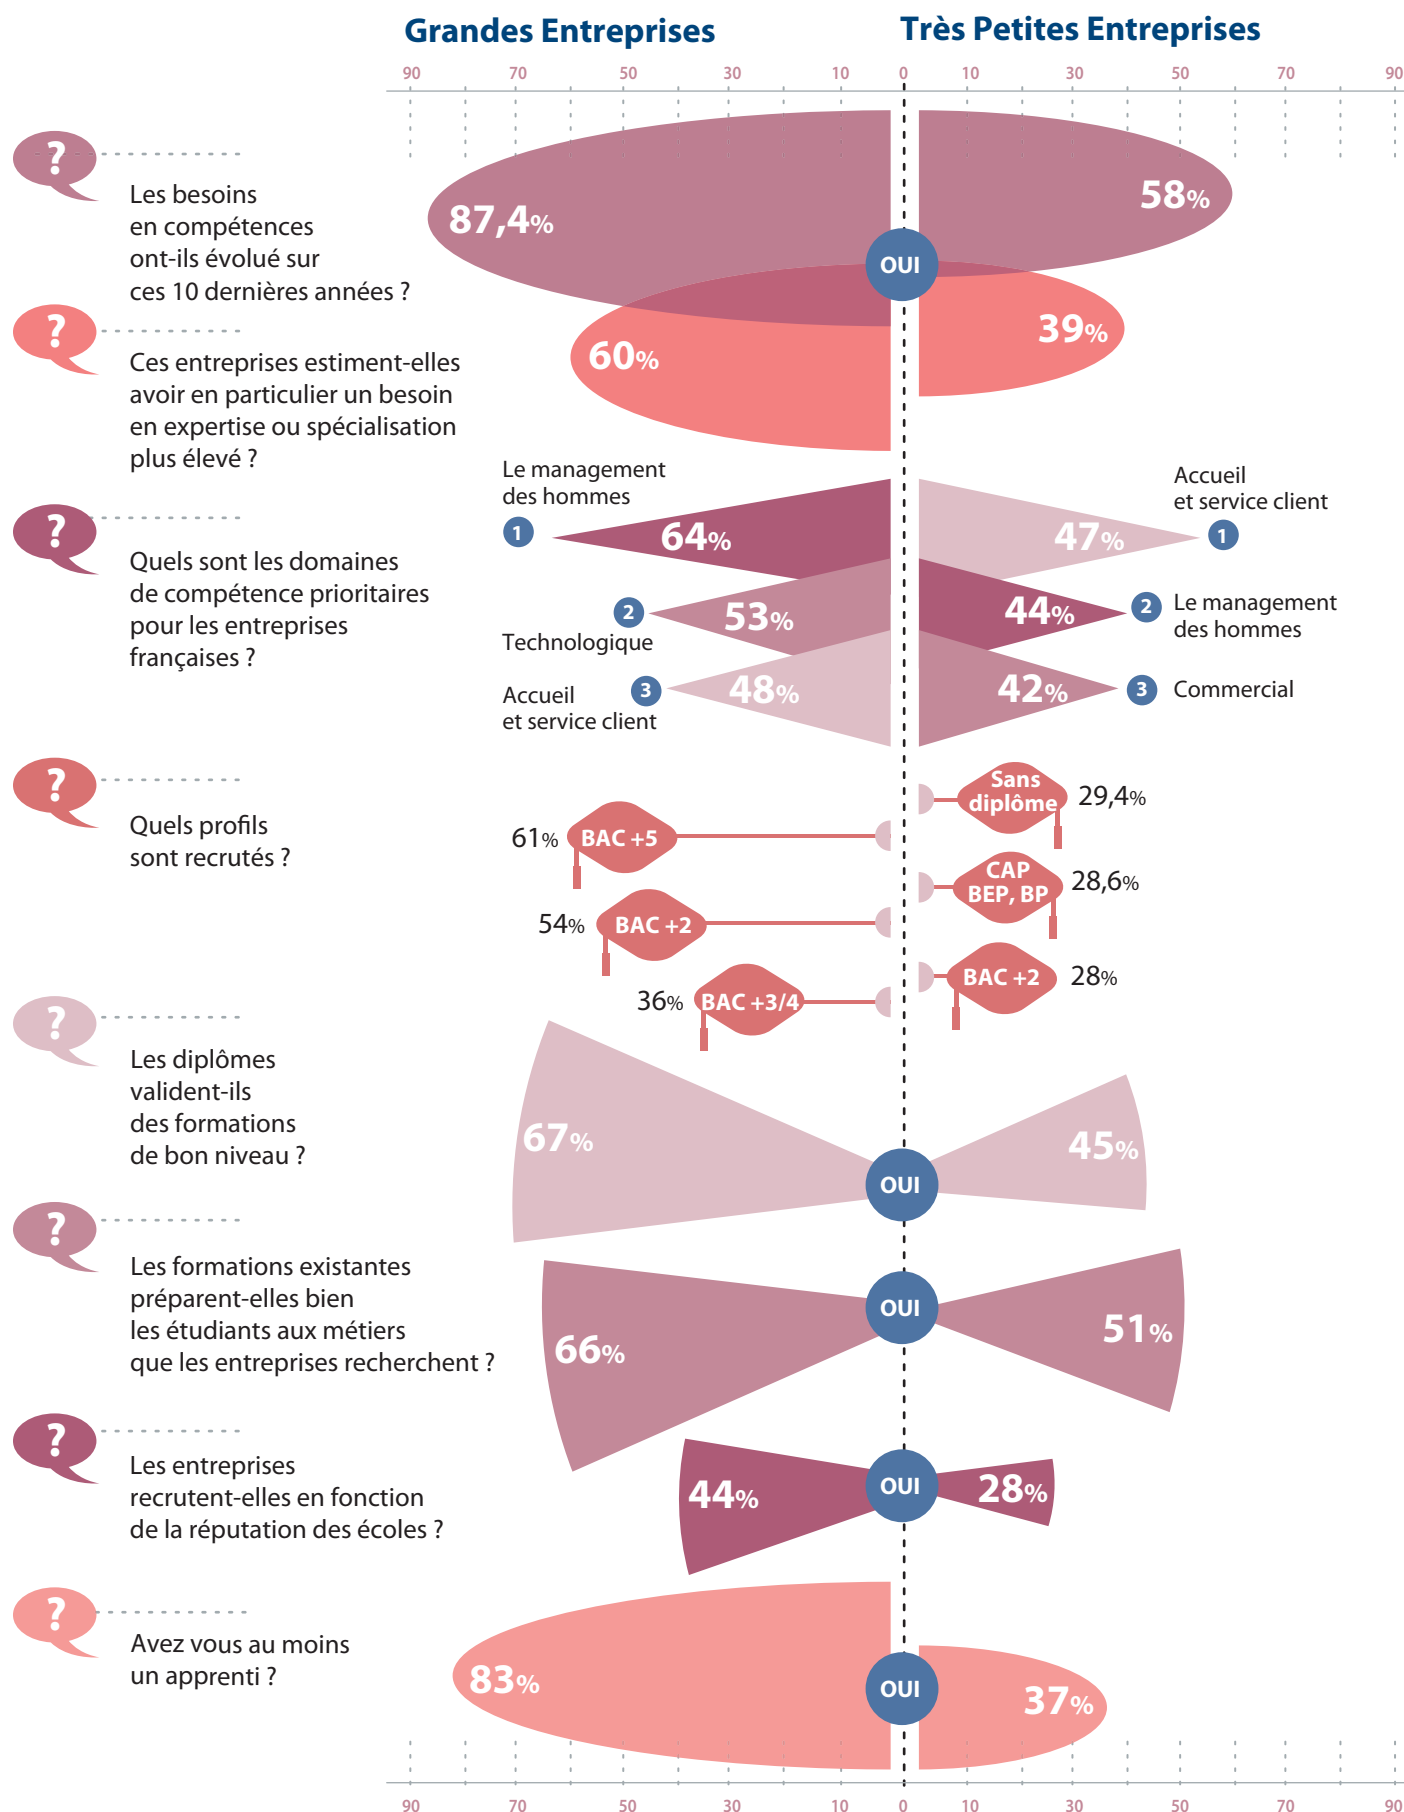 Grandes Entreprises
Très Petites Entreprises
90 70 50 30 10 0 10 30 50 70 90
?
Les besoins
en compétences
ont-ils évolué sur
ces 10 dernières années ?
87,4%
58%
OUI
?
Ces entreprises estiment-elles
avoir en particulier un besoin
en expertise ou spécialisation
plus élevé ?
60%
39%
?
Quels sont les domaines
de compétence prioritaires
pour les entreprises
françaises ?
Le management
des hommes
1
64%
2
Technologique
53%
Accueil
et service client
3
48%
Accueil
et service client
47%
1
44%
2
Le management
des hommes
42%
3
Commercial
?
Quels profils
sont recrutés ?
61%
BAC +5
54%
BAC +2
36%
BAC +3/4
Sans
diplôme
29,4%
CAP
BEP, BP
28,6%
BAC +2
28%
?
Les diplômes
valident-ils
des formations
de bon niveau ?
67%
OUI
45%
?
Les formations existantes
préparent-elles bien
les étudiants aux métiers
que les entreprises recherchent ?
66%
OUI
51%
?
Les entreprises
recrutent-elles en fonction
de la réputation des écoles ?
44%
OUI
28%
?
Avez vous au moins
un apprenti ?
83%
OUI
37%
90 70 50 30 10 0 10 30 50 70 90